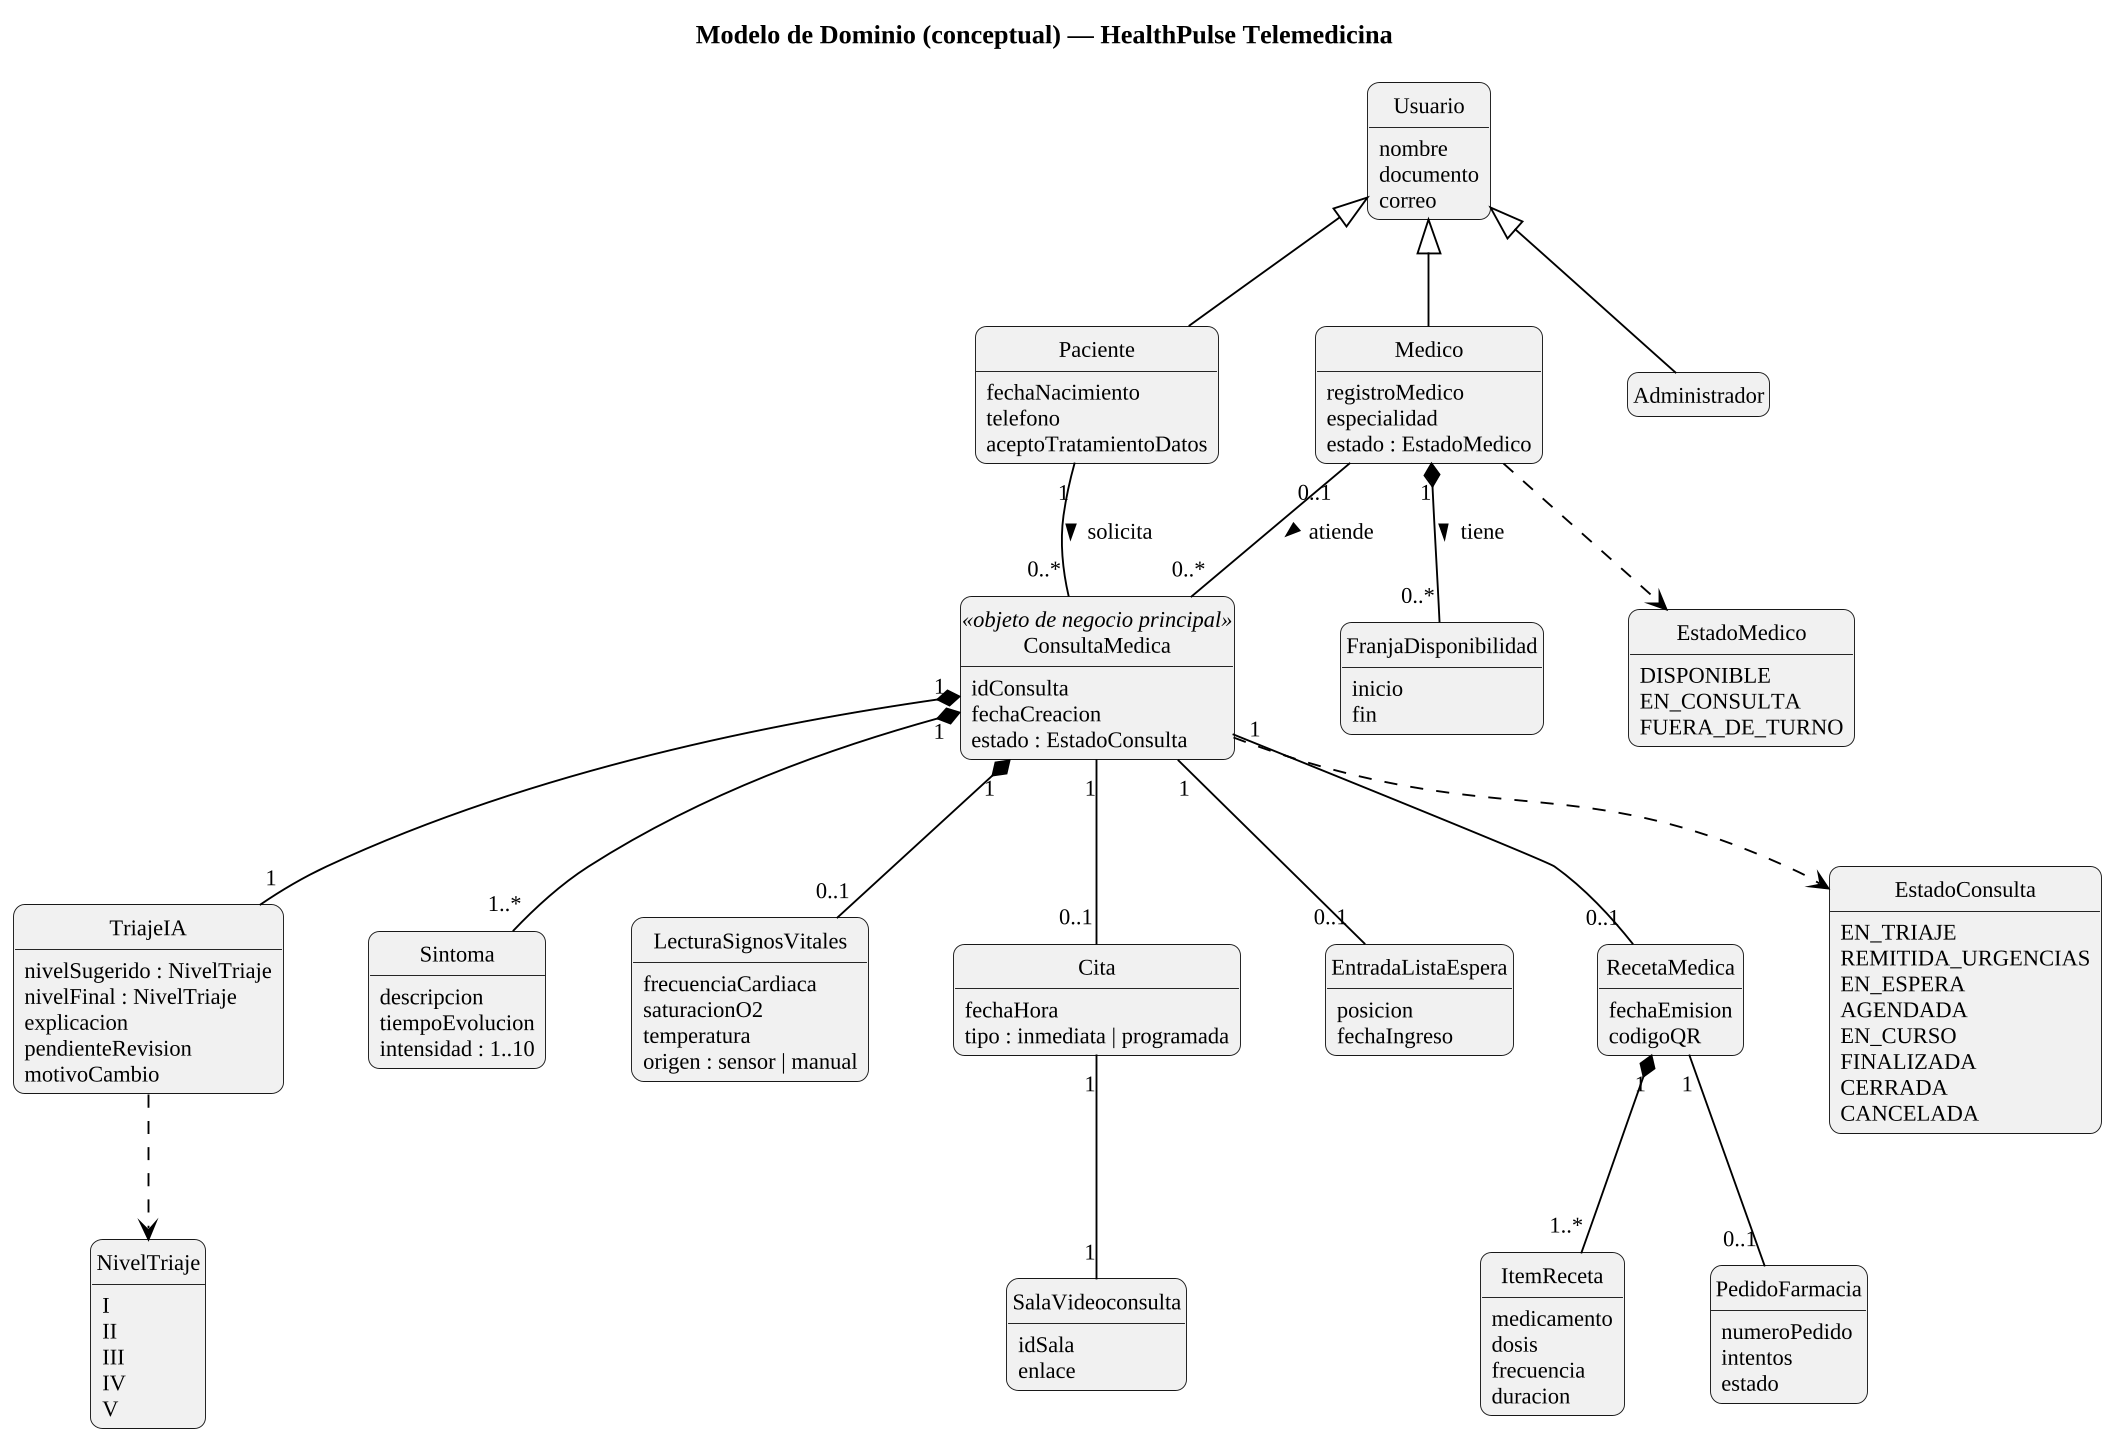 Modelo de Dominio (conceptual) — HealthPulse Telemedicina
Usuario
nombre
documento
correo
Paciente
fechaNacimiento
telefono
aceptoTratamientoDatos
Medico
registroMedico
especialidad
estado : EstadoMedico
Administrador
1
solicita
0..*
0..1
atiende
0..*
1
tiene
0..*
«objeto de negocio principal»
ConsultaMedica
idConsulta
fechaCreacion
estado : EstadoConsulta
FranjaDisponibilidad
inicio
fin
EstadoMedico
DISPONIBLE
EN_CONSULTA
FUERA_DE_TURNO
1
1
1
1
1
1
1
1..*
0..1
0..1
0..1
0..1
TriajeIA
nivelSugerido : NivelTriaje
nivelFinal : NivelTriaje
explicacion
pendienteRevision
motivoCambio
Sintoma
descripcion
tiempoEvolucion
intensidad : 1..10
LecturaSignosVitales
frecuenciaCardiaca
saturacionO2
temperatura
origen : sensor | manual
Cita
fechaHora
tipo : inmediata | programada
EntradaListaEspera
posicion
fechaIngreso
RecetaMedica
fechaEmision
codigoQR
EstadoConsulta
EN_TRIAJE
REMITIDA_URGENCIAS
EN_ESPERA
AGENDADA
EN_CURSO
FINALIZADA
CERRADA
CANCELADA
1
1
1
1
1..*
0..1
NivelTriaje
I
II
III
IV
V
SalaVideoconsulta
idSala
enlace
ItemReceta
medicamento
dosis
frecuencia
duracion
PedidoFarmacia
numeroPedido
intentos
estado